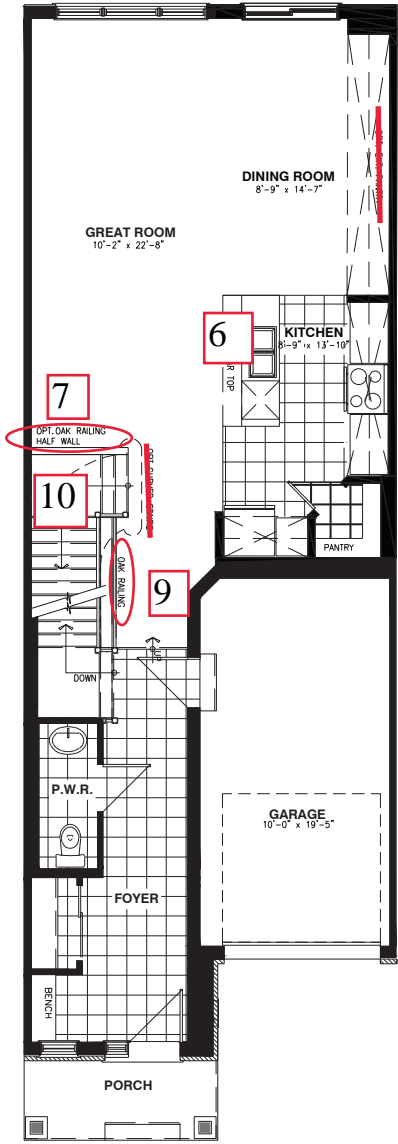 DINING ROOM
8'-9" x 14'-7"
GREAT ROOM
10'-2" x 22'-8"
6
KITCHEN
8'-9" x 13'-10"
7
OPT. OAK RAILING
HALF WALL
10
OAK RAILING
9
PANTRY
UP
DOWN
P.W.R.
GARAGE
10'-0" x 19'-5"
FOYER
BENCH
PORCH